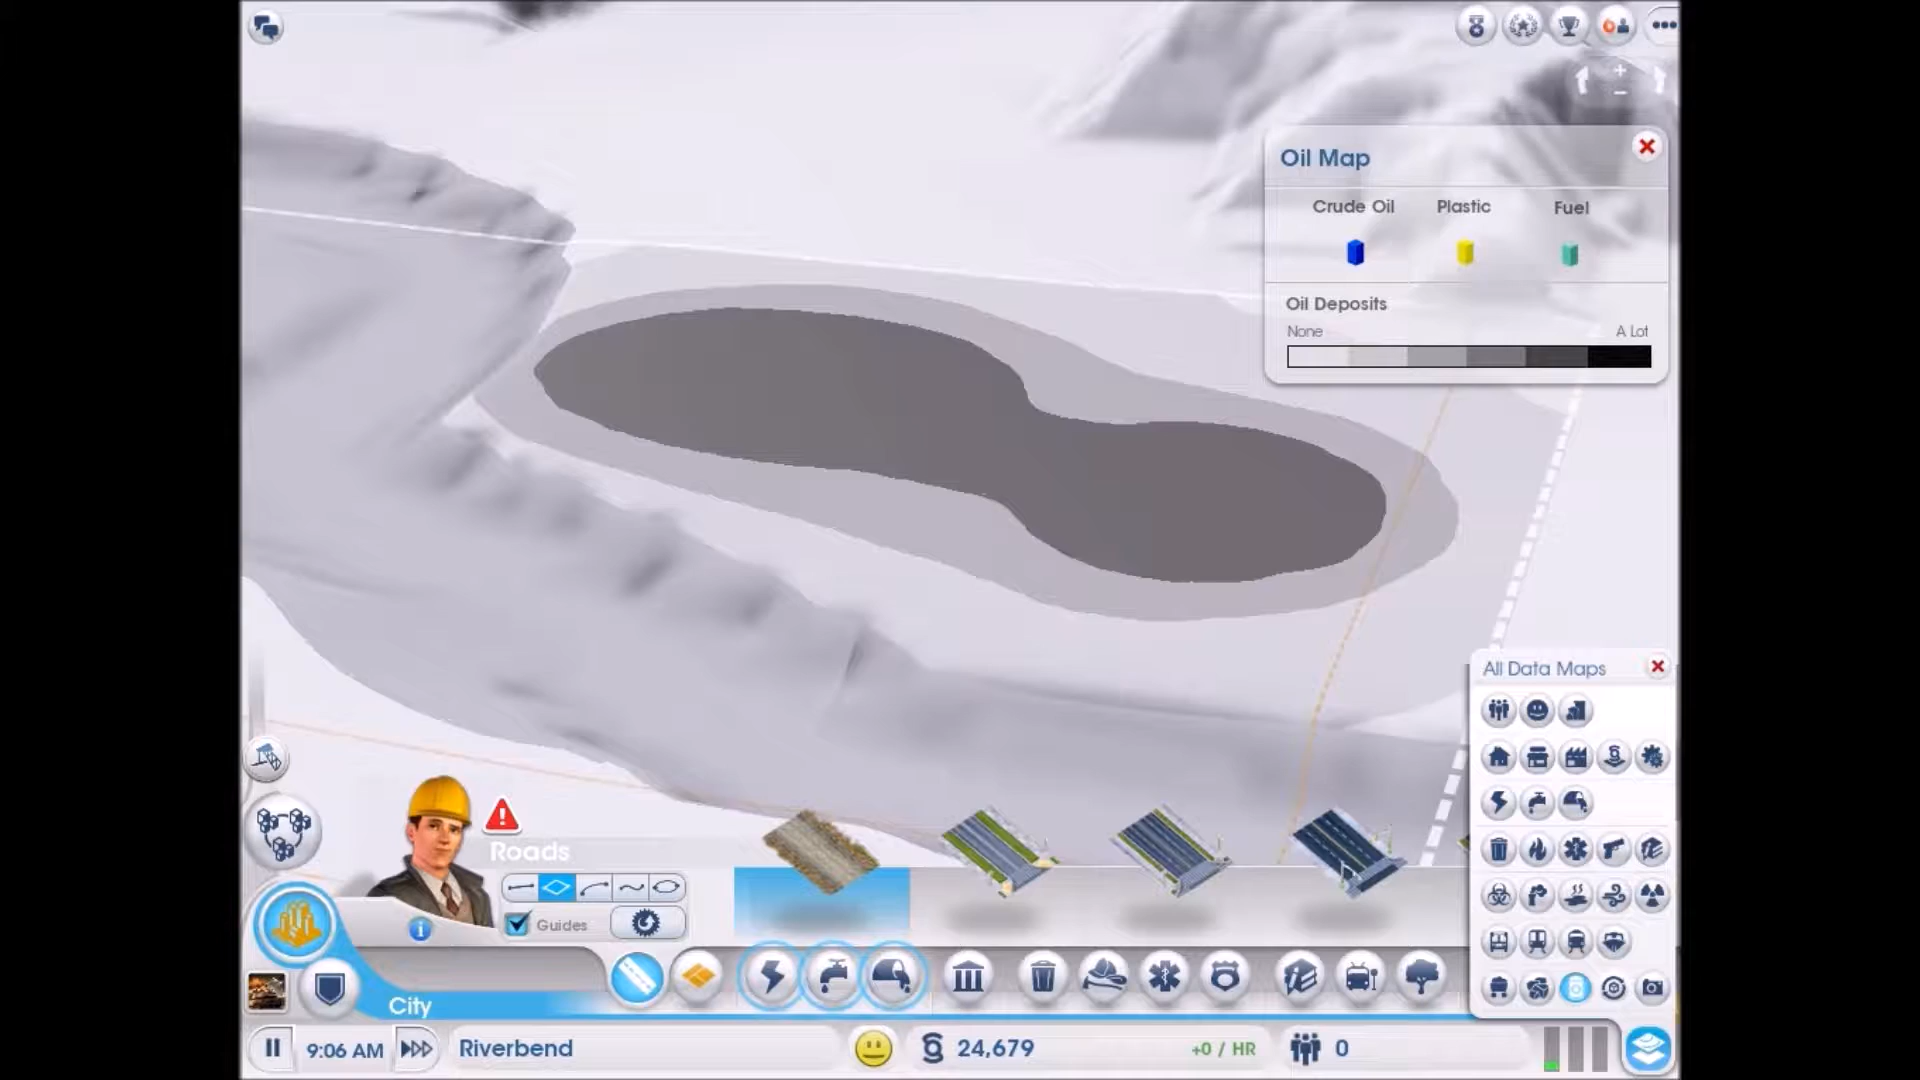 Oil Map
Crude Oil Plastic Fuel
Oil Deposits
None A Lot
All Data Maps
Roads
Guides
City
9:06 AM Riverbend 24,679 +0 / HR 0